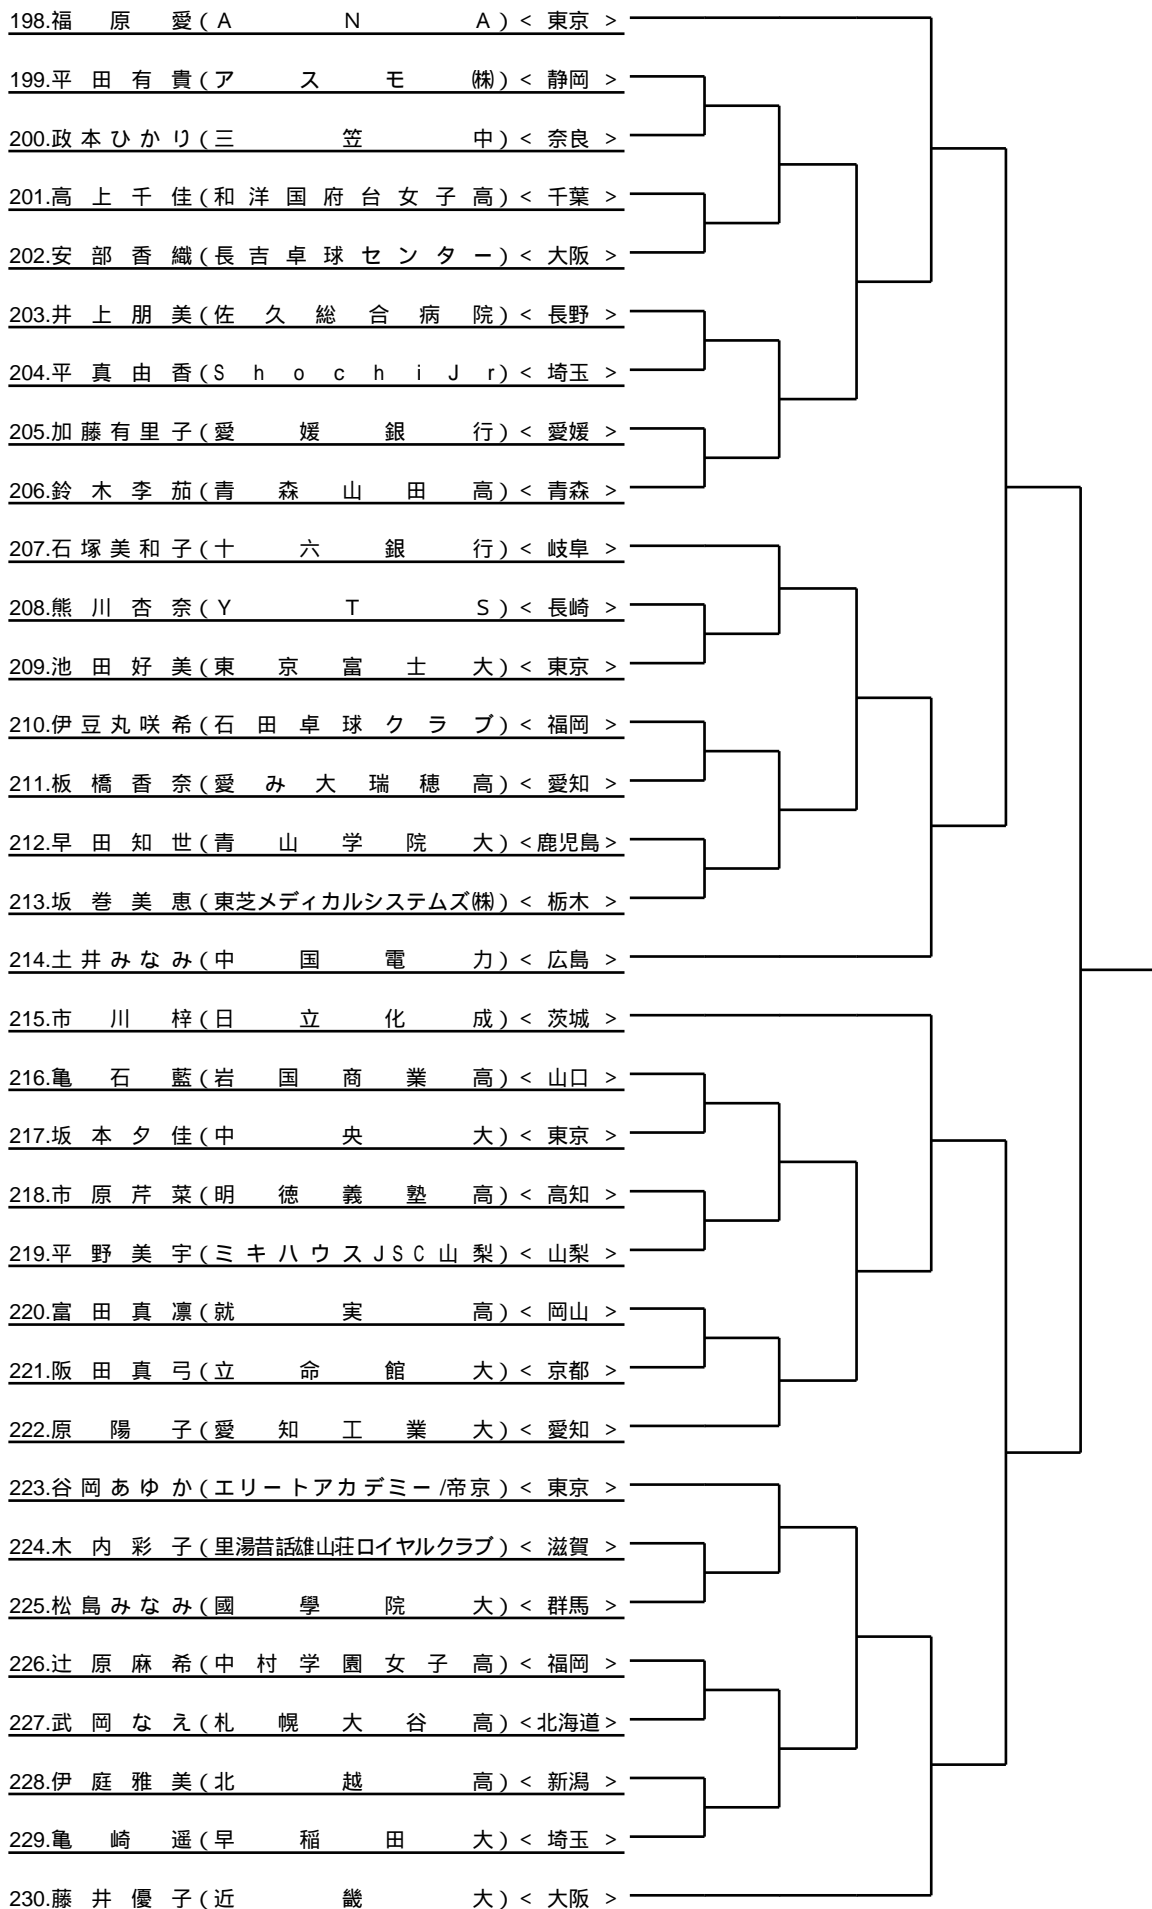 198.福原愛(ANA)< 東京 >
199.平田有貴(アスモ㈱)< 静岡 >
200.政本ひかり(三笠中)< 奈良 >
201.高上千佳(和洋国府台女子高)< 千葉 >
202.安部香織(長吉卓球センター)< 大阪 >
203.井上朋美(佐久総合病院)< 長野 >
204.平真由香(ShochiJr)< 埼玉 >
205.加藤有里子(愛媛銀行)< 愛媛 >
206.鈴木李茄(青森山田高)< 青森 >
207.石塚美和子(十六銀行)< 岐阜 >
208.熊川杏奈(YTS)< 長崎 >
209.池田好美(東京富士大)< 東京 >
210.伊豆丸咲希(石田卓球クラブ)< 福岡 >
211.板橋香奈(愛み大瑞穂高)< 愛知 >
212.早田知世(青山学院大)<鹿児島>
213.坂巻美恵(東芝メディカルシステムズ㈱)< 栃木 >
214.土井みなみ(中国電力)< 広島 >
215.市川梓(日立化成)< 茨城 >
216.亀石藍(岩国商業高)< 山口 >
217.坂本夕佳(中央大)< 東京 >
218.市原芹菜(明徳義塾高)< 高知 >
219.平野美宇(ミキハウスJSC山梨)< 山梨 >
220.富田真凛(就実高)< 岡山 >
221.阪田真弓(立命館大)< 京都 >
222.原陽子(愛知工業大)< 愛知 >
223.谷岡あゆか(エリートアカデミー/帝京)< 東京 >
224.木内彩子(里湯昔話雄山荘ロイヤルクラブ)< 滋賀 >
225.松島みなみ(國學院大)< 群馬 >
226.辻原麻希(中村学園女子高)< 福岡 >
227.武岡なえ(札幌大谷高)<北海道>
228.伊庭雅美(北越高)< 新潟 >
229.亀崎遥(早稲田大)< 埼玉 >
230.藤井優子(近畿大)< 大阪 >